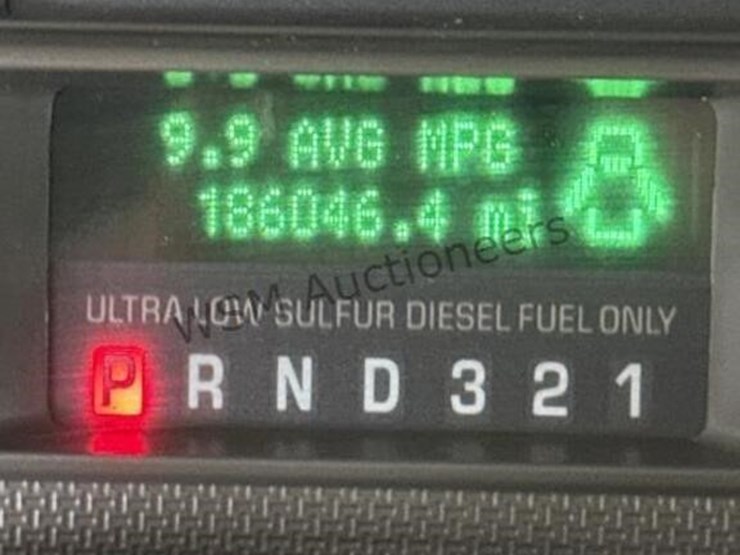 9.9 AVG MPG
186046.4 mi
WSM Auctioneers
ULTRA LOW SULFUR DIESEL FUEL ONLY
P R N D 3 2 1